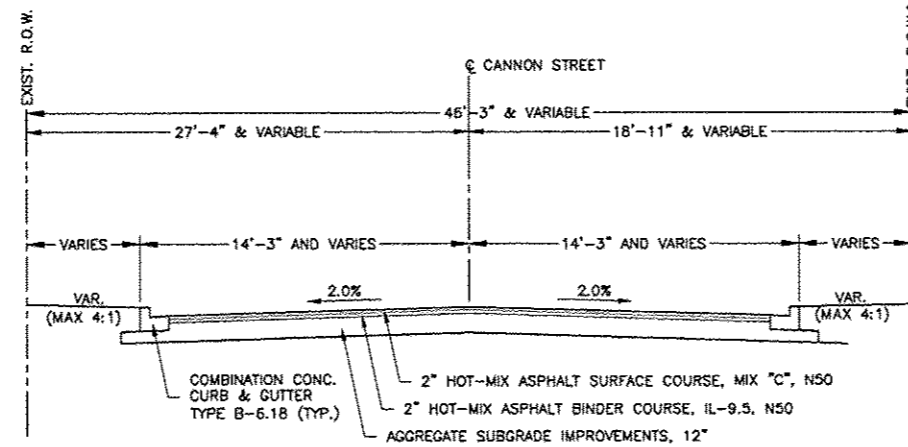 EXIST. R.O.W.
℄ CANNON STREET
46'-3" & VARIABLE
27'-4" & VARIABLE
18'-11" & VARIABLE
VARIES
14'-3" AND VARIES
14'-3" AND VARIES
VARIES
VAR.
(MAX 4:1)
2.0%
2.0%
VAR.
(MAX 4:1)
COMBINATION CONC.
CURB & GUTTER
TYPE B-6.18 (TYP.)
2" HOT-MIX ASPHALT SURFACE COURSE, MIX "C", N50
2" HOT-MIX ASPHALT BINDER COURSE, IL-9.5, N50
AGGREGATE SUBGRADE IMPROVEMENTS, 12"